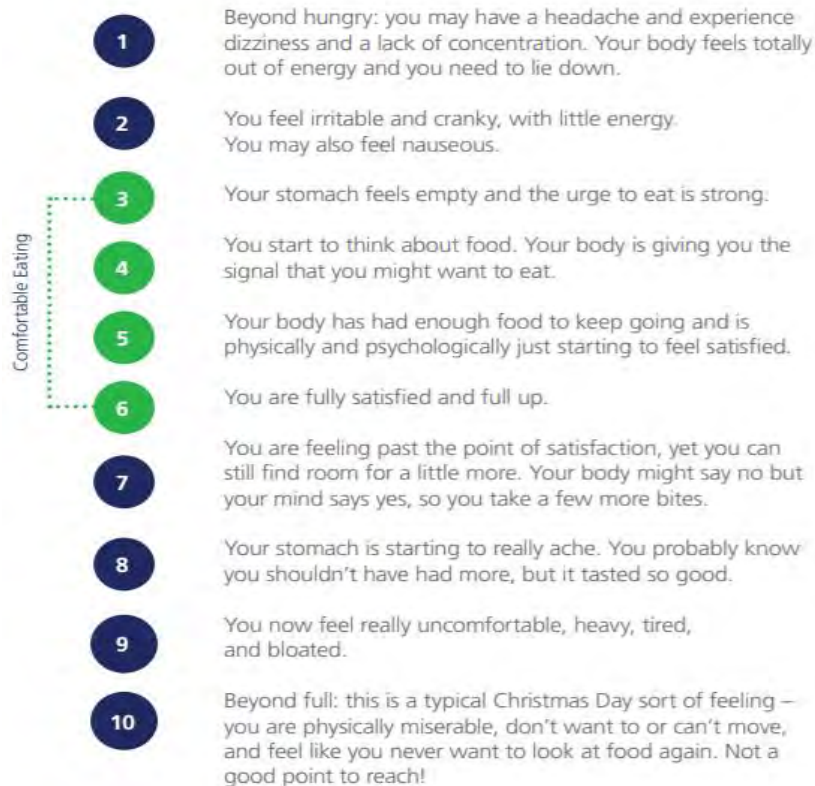 1
Beyond hungry: you may have a headache and experience
dizziness and a lack of concentration. Your body feels totally
out of energy and you need to lie down.
2
You feel irritable and cranky, with little energy.
You may also feel nauseous.
Comfortable Eating
3
Your stomach feels empty and the urge to eat is strong.
4
You start to think about food. Your body is giving you the
signal that you might want to eat.
5
Your body has had enough food to keep going and is
physically and psychologically just starting to feel satisfied.
6
You are fully satisfied and full up.
7
You are feeling past the point of satisfaction, yet you can
still find room for a little more. Your body might say no but
your mind says yes, so you take a few more bites.
8
Your stomach is starting to really ache. You probably know
you shouldn't have had more, but it tasted so good.
9
You now feel really uncomfortable, heavy, tired,
and bloated.
10
Beyond full: this is a typical Christmas Day sort of feeling –
you are physically miserable, don't want to or can't move,
and feel like you never want to look at food again. Not a
good point to reach!